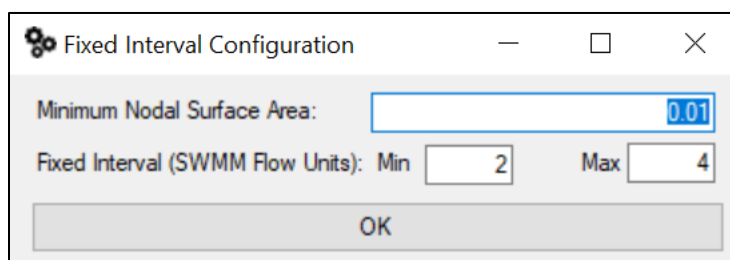 Fixed Interval Configuration
Minimum Nodal Surface Area: 0.01
Fixed Interval (SWMM Flow Units): Min 2 Max 4
OK